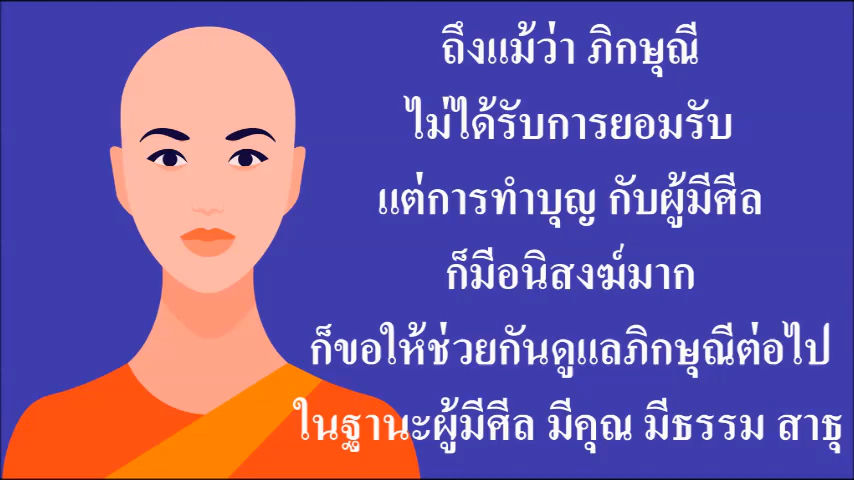 ถึงแม้ว่า ภิกษุณี
ไม่ได้รับการยอมรับ
แต่การทำบุญ กับผู้มีศีล
ก็มีอนิสงฆ์มาก
ก็ขอให้ช่วยกันดูแลภิกษุณีต่อไป
ในฐานะผู้มีศีล มีคุณ มีธรรม สาธุ